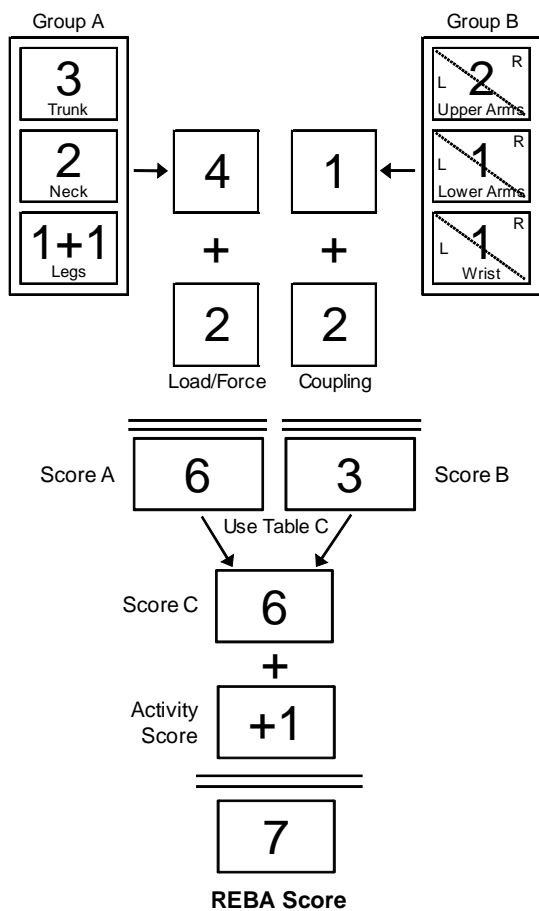 Group A
Group B
3
Trunk
2
Neck
1+1
Legs
4
+
2
Load/Force
1
+
2
Coupling
L 2 R
Upper Arms
L 1 R
Lower Arms
L 1 R
Wrist
Score A
6
3
Score B
Use Table C
Score C
6
+
Activity
Score
+1
7
REBA Score